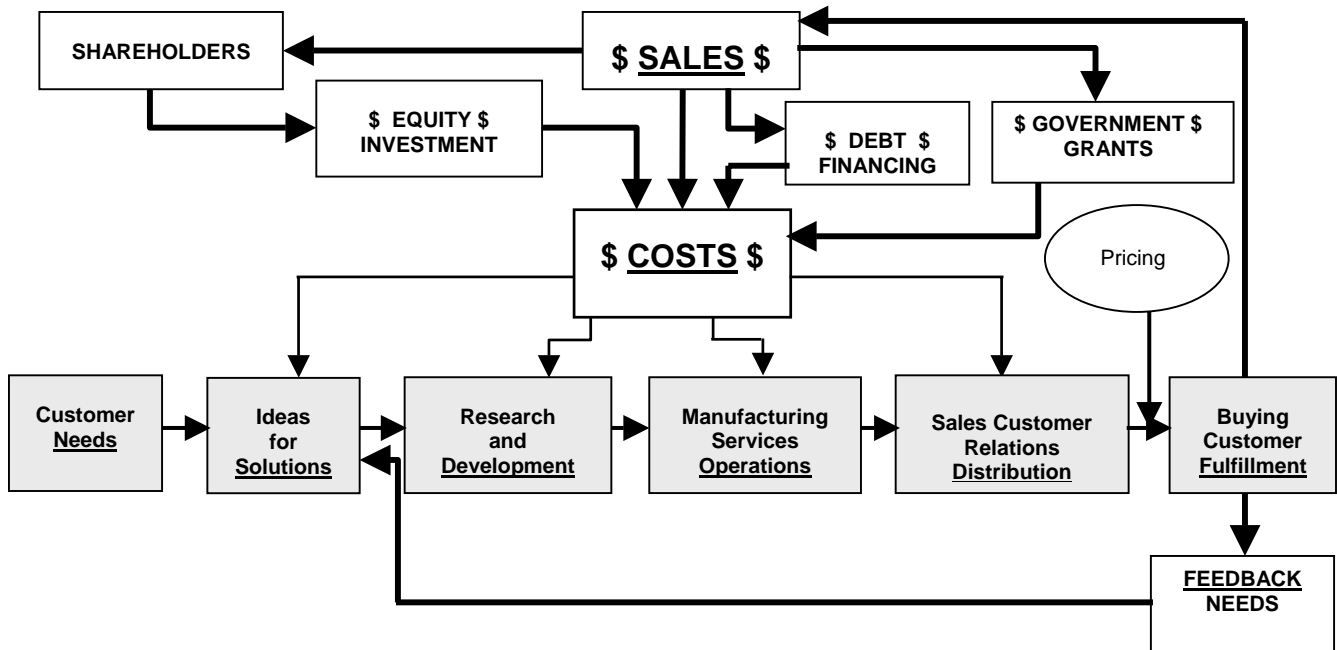 SHAREHOLDERS
$ SALES $
$ EQUITY $
INVESTMENT
$ DEBT $
FINANCING
$ GOVERNMENT $
GRANTS
$ COSTS $
Pricing
Customer
Needs
Ideas
for
Solutions
Research
and
Development
Manufacturing
Services
Operations
Sales Customer
Relations
Distribution
Buying
Customer
Fulfillment
FEEDBACK
NEEDS